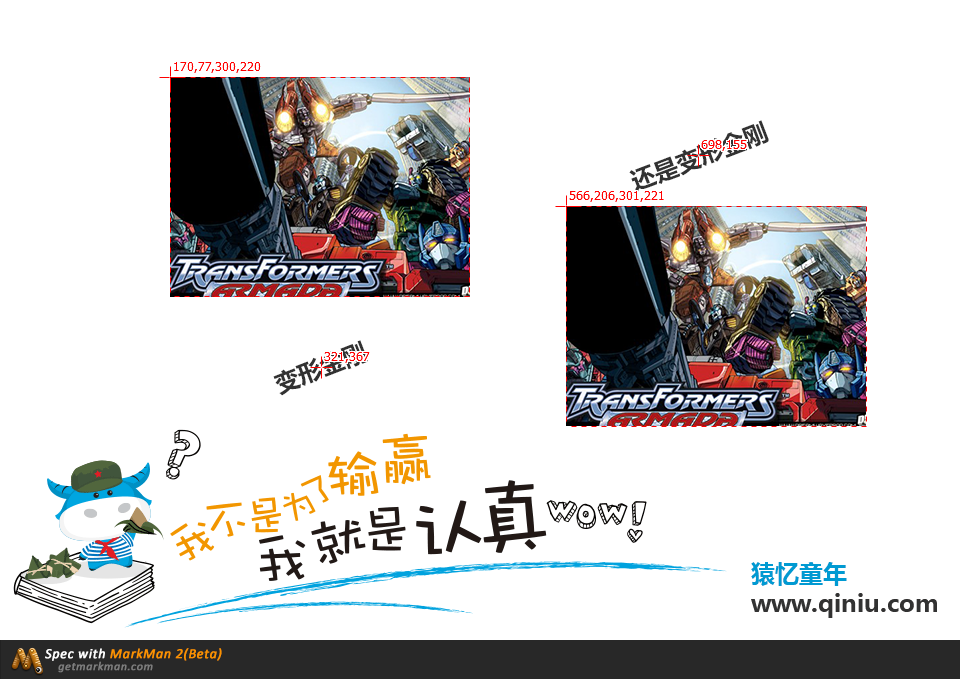 170,77,300,220
还是变形金刚
698,155
566,206,301,221
TRANSFORMERS
ARMADA
TRANSFORMERS
ARMADA
321,367
变形金刚
?
我不是为了输赢
我就是认真
WOW!
猿忆童年
www.qiniu.com
Spec with MarkMan 2(Beta)
getmarkman.com